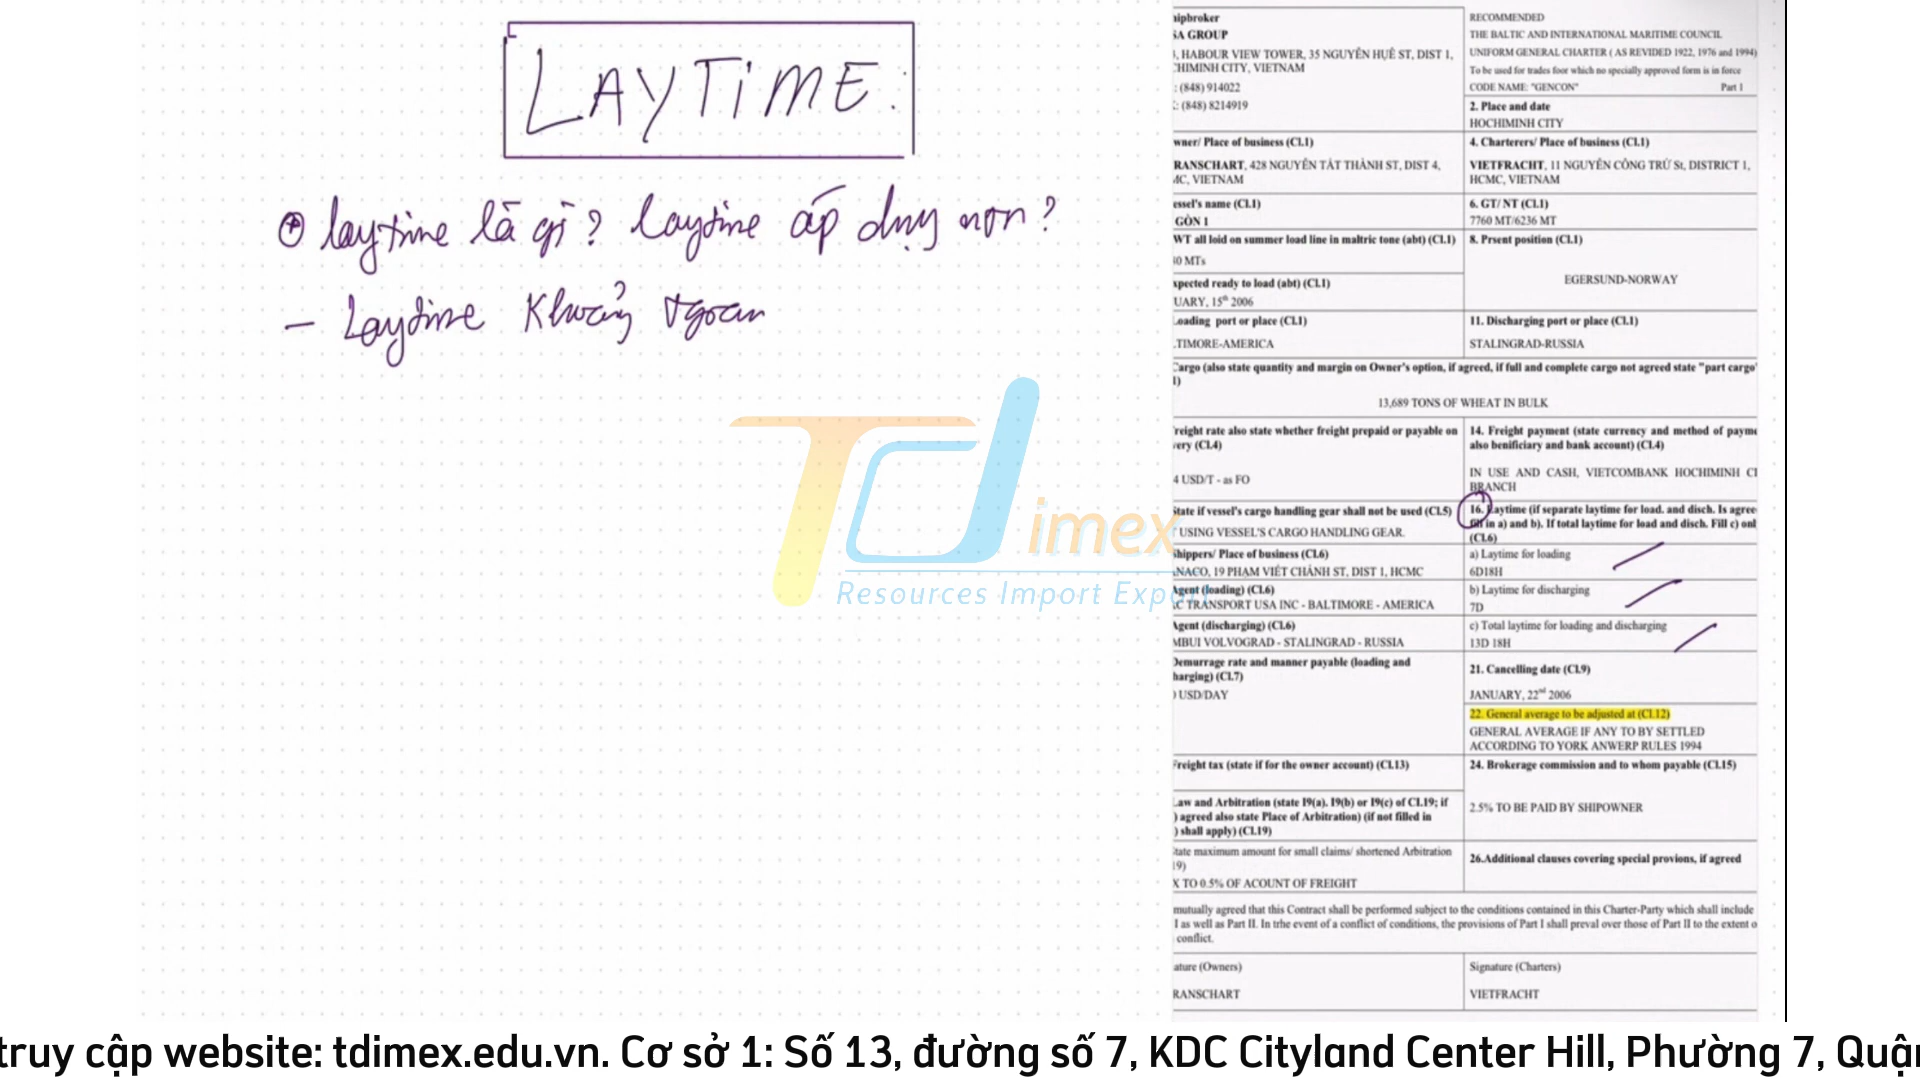 LAYTIME :
laytime là gì? laytime áp dụng
- Laytime Khoảng
TD imex
Resources Import Export
ipbroker
SA GROUP
, HABOUR VIEW TOWER, 35 NGUYỄN HUỆ ST, DIST 1,
CHIMINH CITY, VIETNAM
: (848) 914022
: (848) 8214919
RECOMMENDED
THE BALTIC AND INTERNATIONAL MARITIME COUNCIL
UNIFORM GENERAL CHARTER ( AS REVIDED 1922, 1976 and 1994)
To be used for trades foor which no specially approved form is in force
CODE NAME: "GENCON" Part I
2. Place and date
HOCHIMINH CITY
wner/ Place of business (Cl.1)
RANSCHART, 428 NGUYỄN TẤT THÀNH ST, DIST 4,
MC, VIETNAM
4. Charterers/ Place of business (Cl.1)
VIETFRACHT, 11 NGUYỄN CÔNG TRỨ St, DISTRICT 1,
HCMC, VIETNAM
essel's name (Cl.1)
GÒN 1
6. GT/ NT (Cl.1)
7760 MT/6236 MT
WT all loid on summer load line in maltric tone (abt) (Cl.1)
0 MTs
8. Prsent position (Cl.1)
EGERSUND-NORWAY
xpected ready to load (abt) (Cl.1)
UARY, 15th 2006
Loading port or place (Cl.1)
TIMORE-AMERICA
11. Discharging port or place (Cl.1)
STALINGRAD-RUSSIA
Cargo (also state quantity and margin on Owner's option, if agreed, if full and complete cargo not agreed state "part cargo"
1)
13,689 TONS OF WHEAT IN BULK
reight rate also state whether freight prepaid or payable on
very (Cl.4)
4 USD/T - as FO
14. Freight payment (state currency and method of payme
also benificiary and bank account) (Cl.4)
IN USE AND CASH, VIETCOMBANK HOCHIMINH CI
BRANCH
State if vessel's cargo handling gear shall not be used (Cl.5)
USING VESSEL'S CARGO HANDLING GEAR.
16. Laytime (if separate laytime for load. and disch. Is agree
fill in a) and b). If total laytime for load and disch. Fill c) onl
(Cl.6)
Shippers/ Place of business (Cl.6)
NACO, 19 PHẠM VIẾT CHÁNH ST, DIST 1, HCMC
a) Laytime for loading
6D18H
Agent (loading) (Cl.6)
C TRANSPORT USA INC - BALTIMORE - AMERICA
b) Laytime for discharging
7D
Agent (discharging) (Cl.6)
MBUI VOLVOGRAD - STALINGRAD - RUSSIA
c) Total laytime for loading and discharging
13D 18H
Demurrage rate and manner payable (loading and
harging) (Cl.7)
USD/DAY
21. Cancelling date (Cl.9)
JANUARY, 22nd 2006
22. General average to be adjusted at (Cl.12)
GENERAL AVERAGE IF ANY TO BY SETTLED
ACCORDING TO YORK ANWERP RULES 1994
Freight tax (state if for the owner account) (Cl.13)
24. Brokerage commission and to whom payable (Cl.15)
2.5% TO BE PAID BY SHIPOWNER
Law and Arbitration (state 19(a). 19(b) or 19(c) of Cl.19; if
) agreed also state Place of Arbitration) (if not filled in
) shall apply) (Cl.19)
State maximum amount for small claims/ shortened Arbitration
19)
X TO 0.5% OF ACOUNT OF FREIGHT
26.Additional clauses covering special provions, if agreed
mutually agreed that this Contract shall be performed subject to the conditions contained in this Charter-Party which shall include
I as well as Part II. In trhe event of a conflict of conditions, the provisions of Part I shall preval over those of Part II to the extent o
conflict.
ature (Owners)
RANSCHART
Signature (Charters)
VIETFRACHT
truy cập website: tdimex.edu.vn. Cơ sở 1: Số 13, đường số 7, KDC Cityland Center Hill, Phường 7, Quận